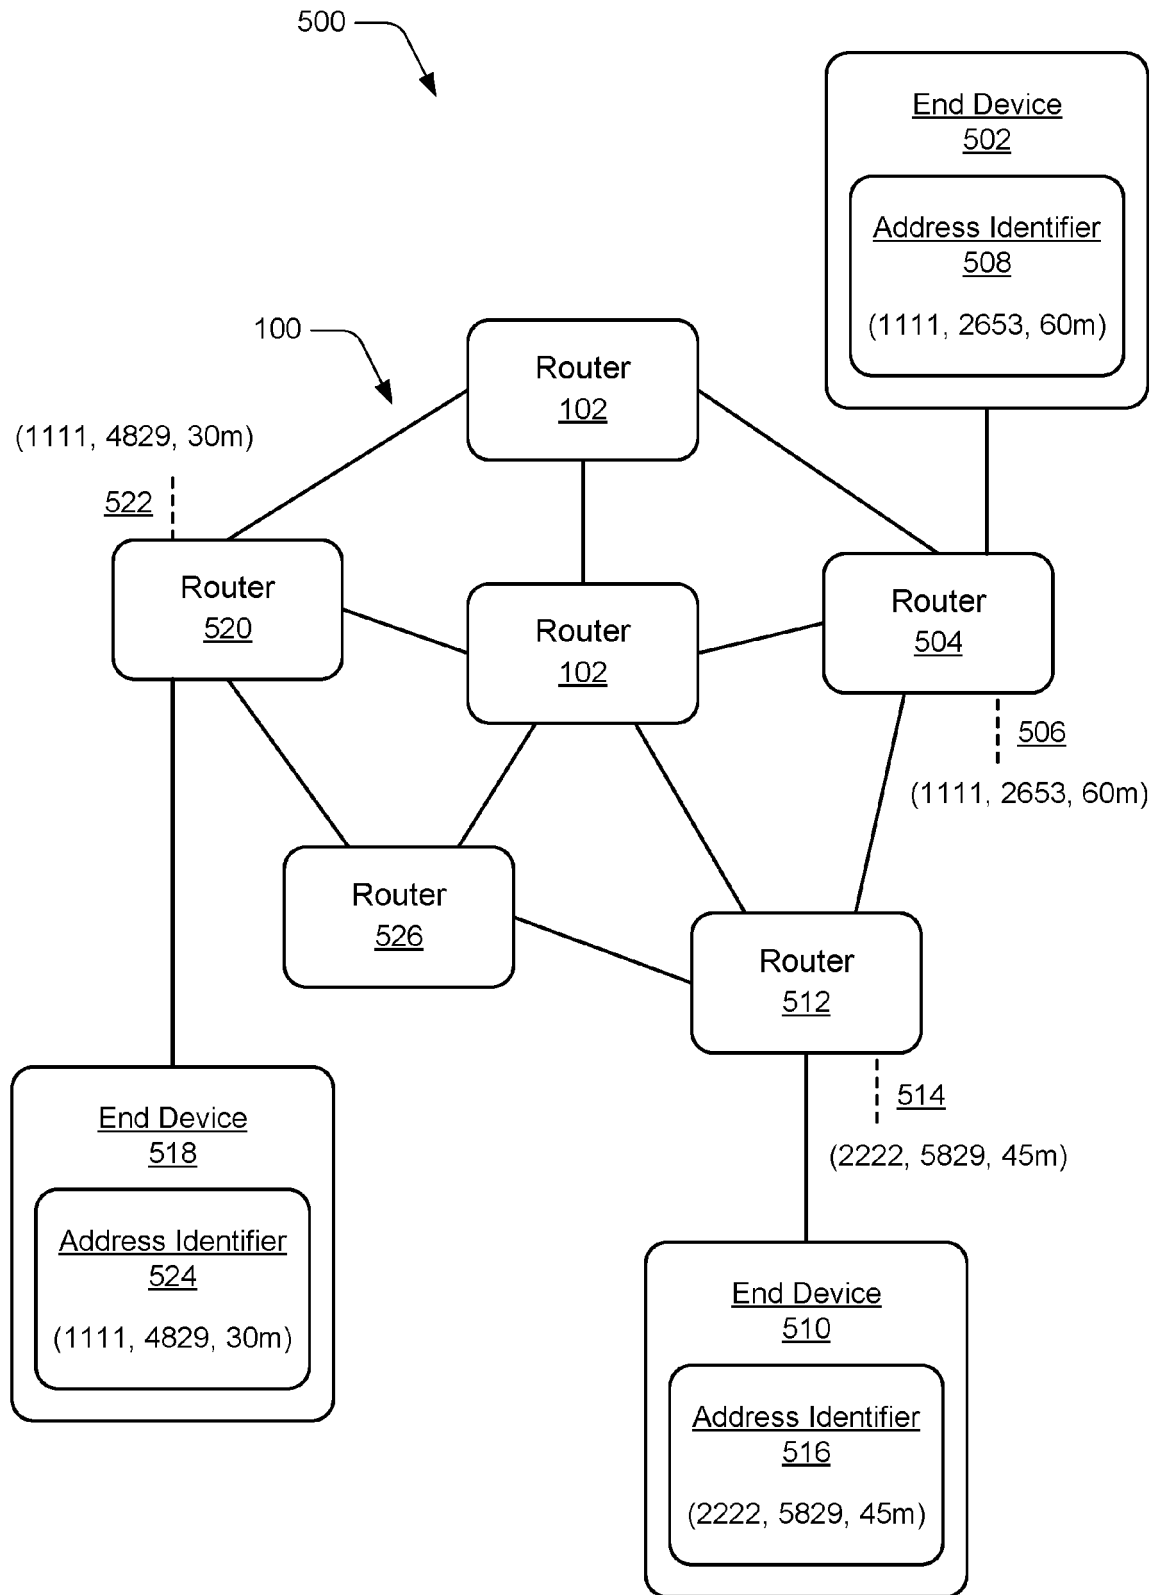 500
End Device
502
Address Identifier
508
(1111, 2653, 60m)
100
Router
102
(1111, 4829, 30m)
522
Router
520
Router
102
Router
504
506
(1111, 2653, 60m)
Router
526
Router
512
514
(2222, 5829, 45m)
End Device
518
Address Identifier
524
(1111, 4829, 30m)
End Device
510
Address Identifier
516
(2222, 5829, 45m)